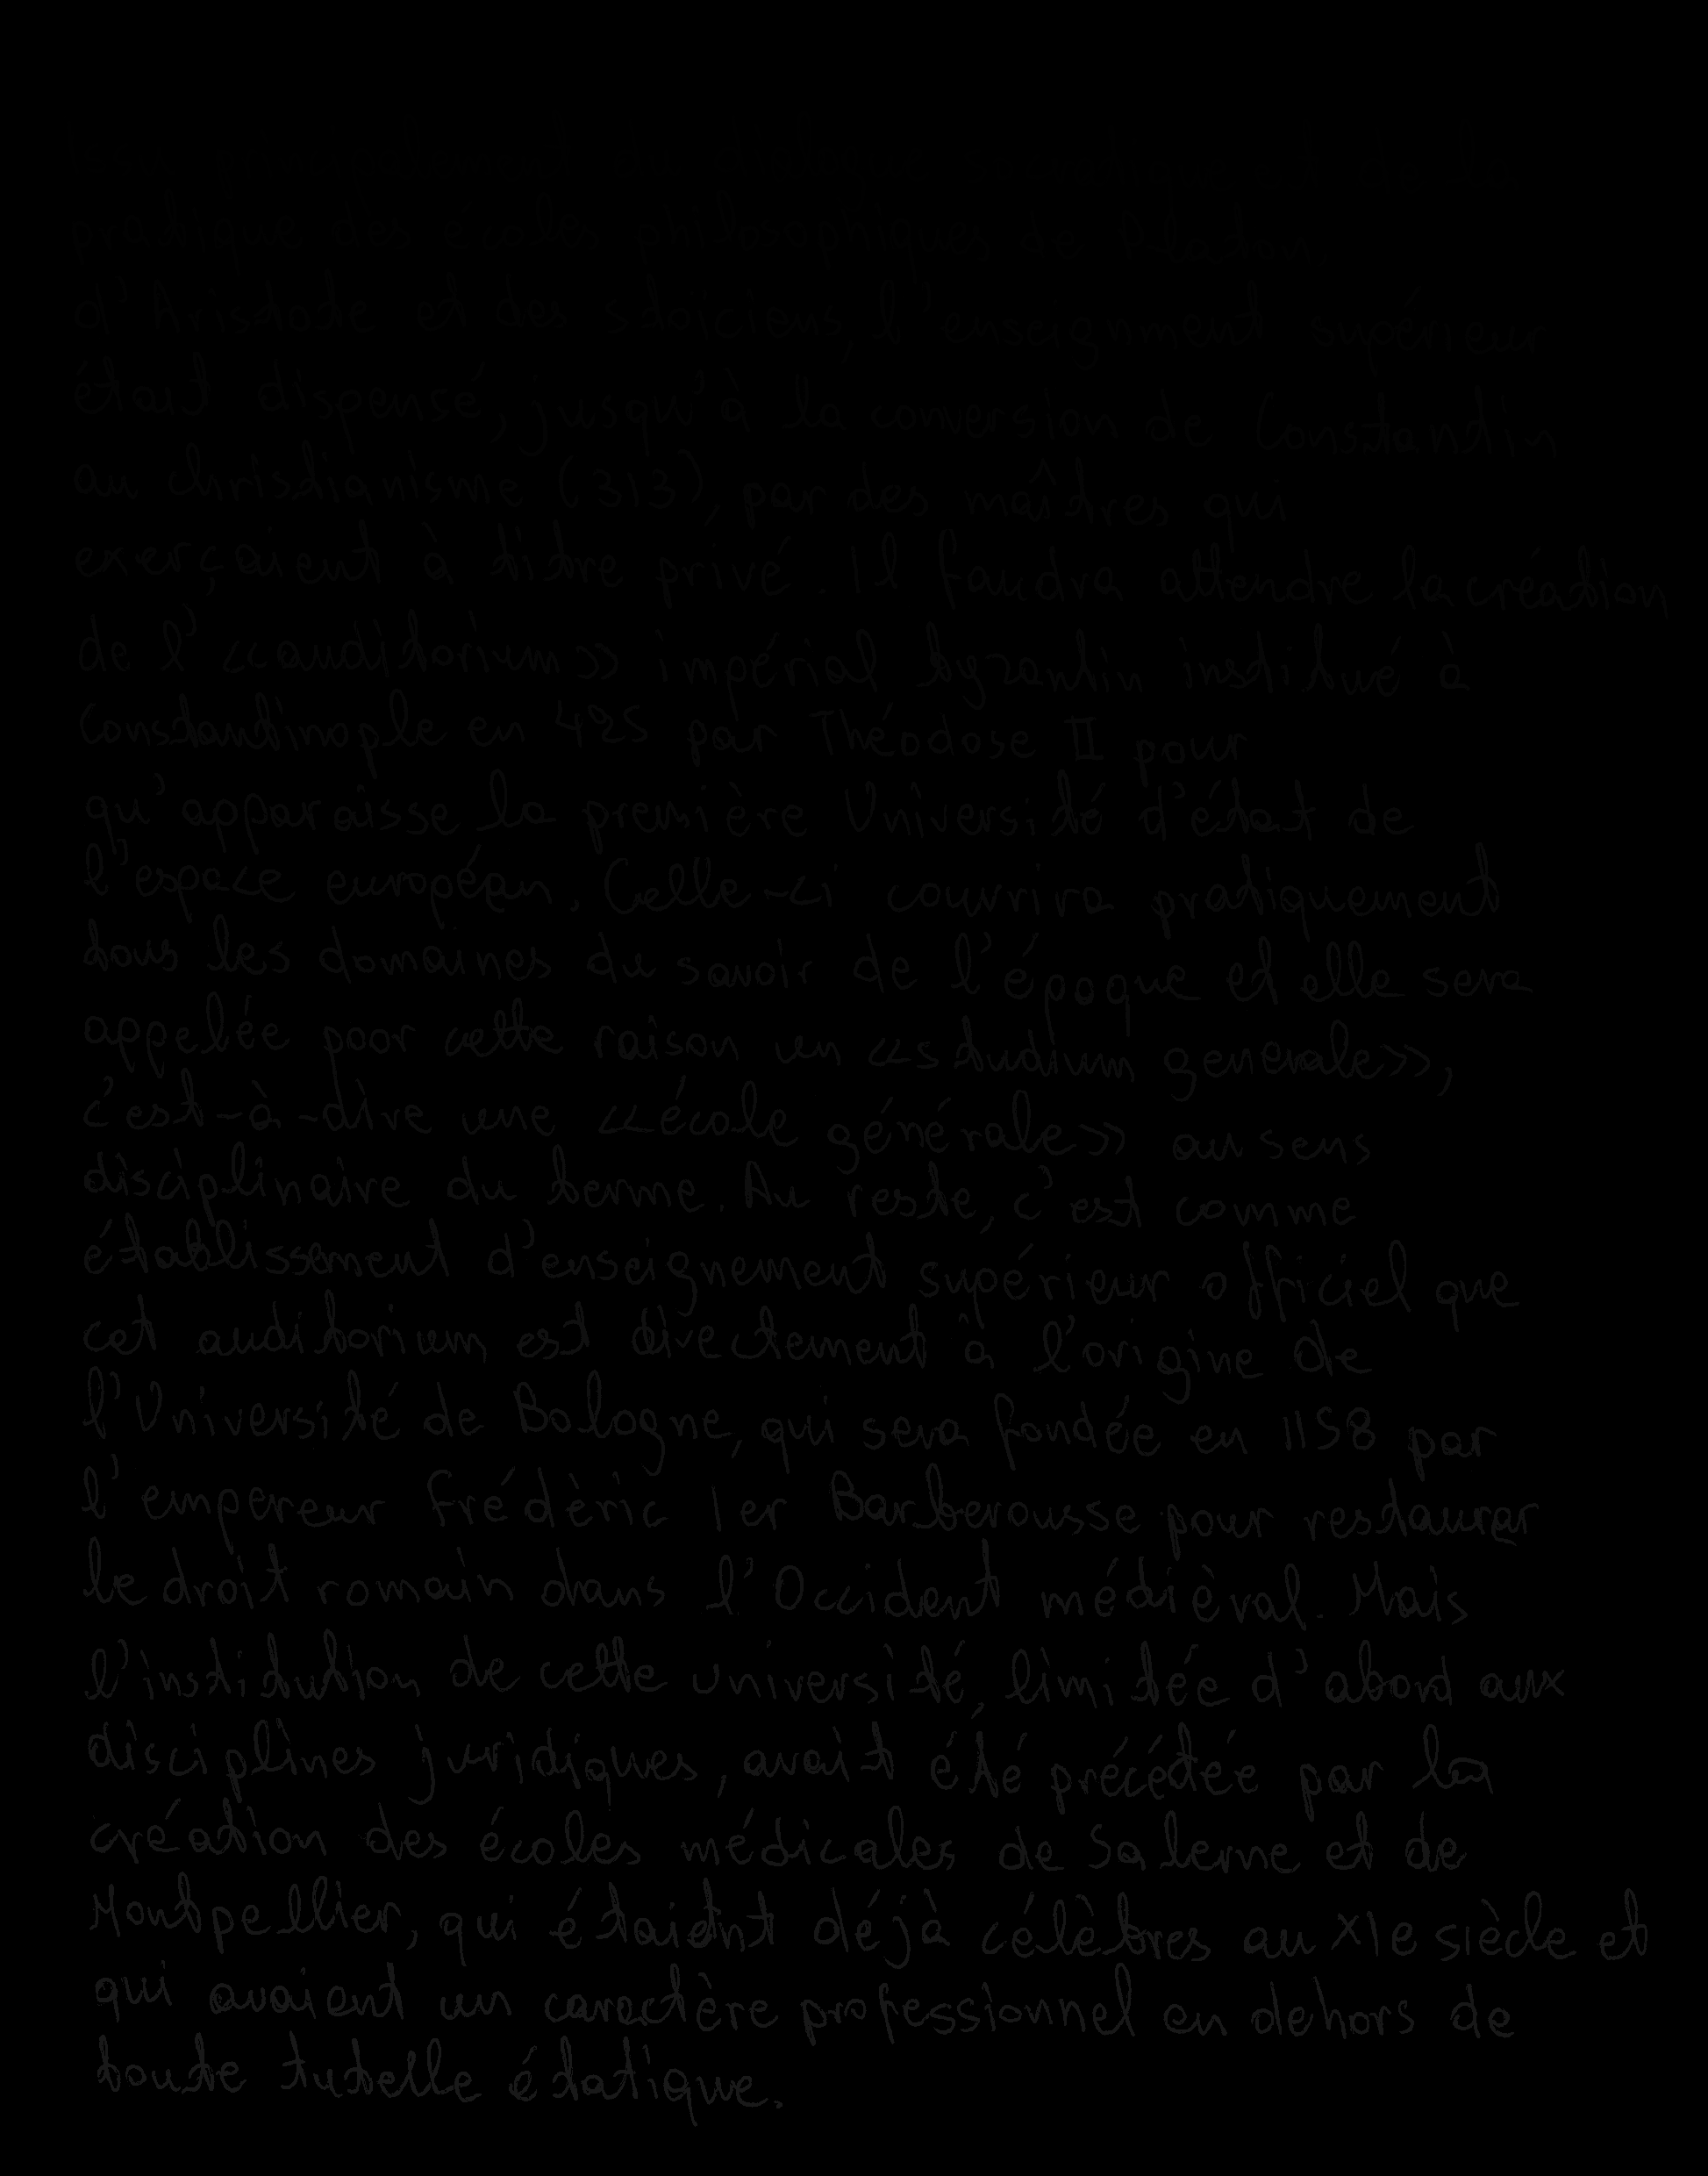 pratique des écoles philosophiques de Platon,
d'Aristote et des stoïciens, l'enseignment supérieur
était dispensé, jusqu'à la conversion de Constantin
au christianisme (313), par des maîtres qui
exerçaient à titre privé. Il faudra attendre la création
de l' «auditorium» impérial byzantin institué à
Constantinople en 425 par Théodose II pour
qu'apparaisse la première Université d'état de
l'espace européen. Celle-ci couvrira pratiquement
tous les domaines du savoir de l'époque et elle sera
appelée poor cette raison un «studium generale»,
c'est-à-dire une «école générale» au sens
disciplinaire du terme. Au reste, c'est comme
établissement d'enseignement supérieur officiel que
cet auditorium est directement à l'origine de
l'Université de Bologne, qui sera fondée en 1158 par
l'empereur Frédèric 1er Barberousse pour restaurer
le droit romain dans l'Occident médièval. Mais
l'institution de cette université, limitée d'abord aux
disciplines juridiques, avait été précétée par la
création des écoles médicales de Salerne et de
Montpellier, qui étaient déjà célèbres au XIe siècle et
qui avaient un caractère professionnel en dehors de
toute tutelle étatique.